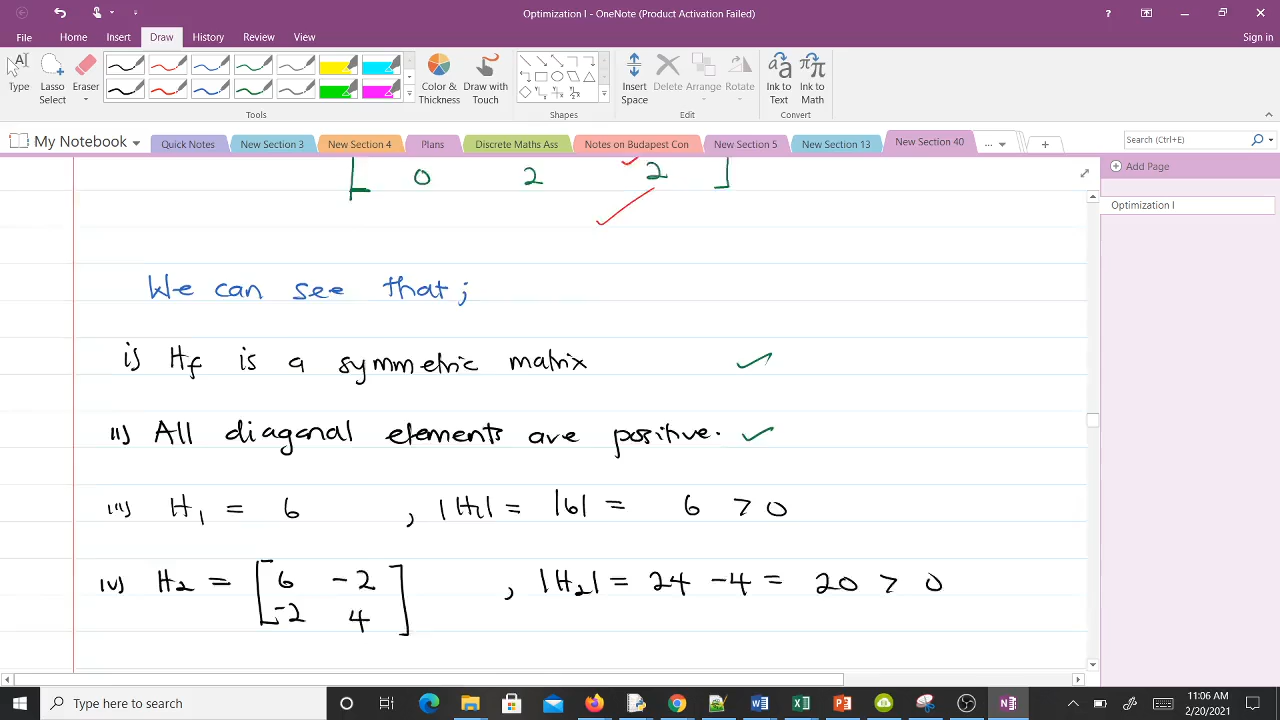 Optimization I - OneNote (Product Activation Failed)
File Home Insert Draw History Review View Sign in
Type Lasso Select Eraser Color & Thickness Draw with Touch Insert Space Delete Arrange Rotate Ink to Text Ink to Math
Tools Shapes Edit Convert
My Notebook Quick Notes New Section 3 New Section 4 Plans Discrete Maths Ass Notes on Budapest Con New Section 5 New Section 13 New Section 40 ... Search (Ctrl+E)
Add Page
Optimization I
0 2 2
We can see that;
i) Hf is a symmetric matrix
ii) All diagonal elements are positive.
iii) H1 = 6 , |H1| = |6| = 6 > 0
iv) H2 = [6 -2
-2 4] , |H2| = 24 - 4 = 20 > 0
Type here to search
11:06 AM
2/20/2021